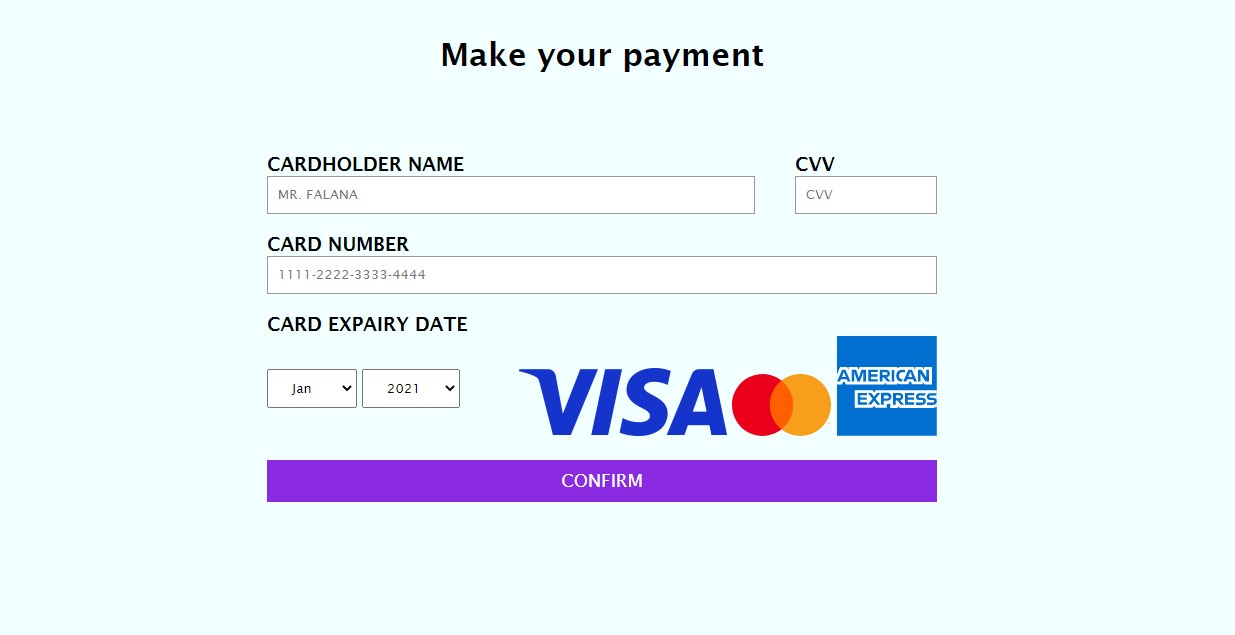 Make your payment
CARDHOLDER NAME
CVV
MR. FALANA
CVV
CARD NUMBER
1111-2222-3333-4444
CARD EXPAIRY DATE
Jan
2021
VISA
AMERICAN
EXPRESS
CONFIRM